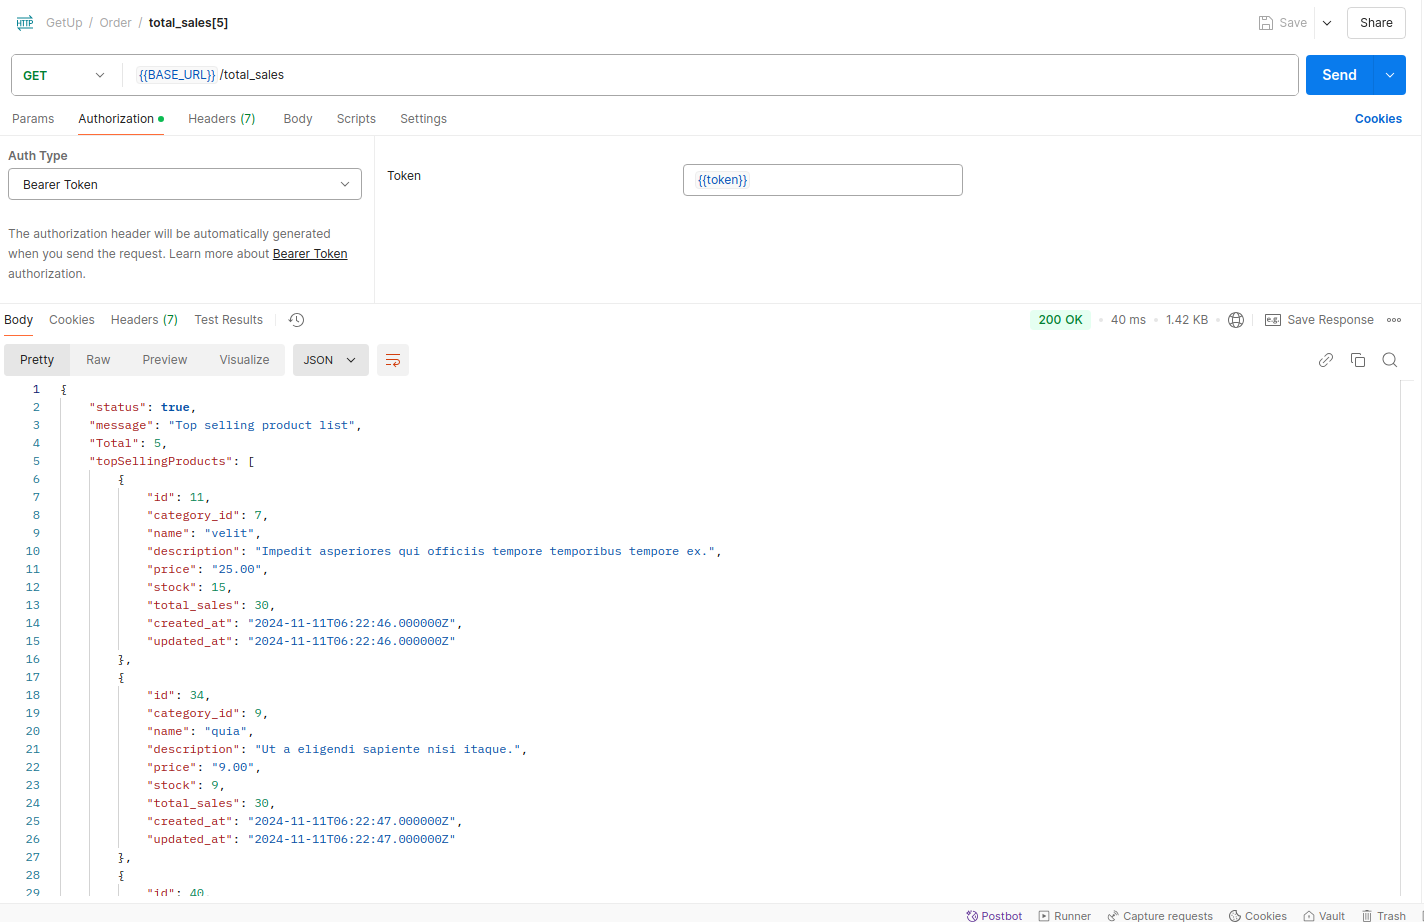 HTTP GetUp / Order / total_sales[5] Save Share
GET {{BASE_URL}} /total_sales Send
Params Authorization Headers (7) Body Scripts Settings Cookies
Auth Type
Bearer Token
Token {{token}}
The authorization header will be automatically generated
when you send the request. Learn more about Bearer Token
authorization.
Body Cookies Headers (7) Test Results 200 OK 40 ms 1.42 KB e.g. Save Response
Pretty Raw Preview Visualize JSON
1 {
2 "status": true,
3 "message": "Top selling product list",
4 "Total": 5,
5 "topSellingProducts": [
6 {
7 "id": 11,
8 "category_id": 7,
9 "name": "velit",
10 "description": "Impedit asperiores qui officiis tempore temporibus tempore ex.",
11 "price": "25.00",
12 "stock": 15,
13 "total_sales": 30,
14 "created_at": "2024-11-11T06:22:46.000000Z",
15 "updated_at": "2024-11-11T06:22:46.000000Z"
16 },
17 {
18 "id": 34,
19 "category_id": 9,
20 "name": "quia",
21 "description": "Ut a eligendi sapiente nisi itaque.",
22 "price": "9.00",
23 "stock": 9,
24 "total_sales": 30,
25 "created_at": "2024-11-11T06:22:47.000000Z",
26 "updated_at": "2024-11-11T06:22:47.000000Z"
27 },
28 {
29 "id": 40,
Postbot Runner Capture requests Cookies Vault Trash